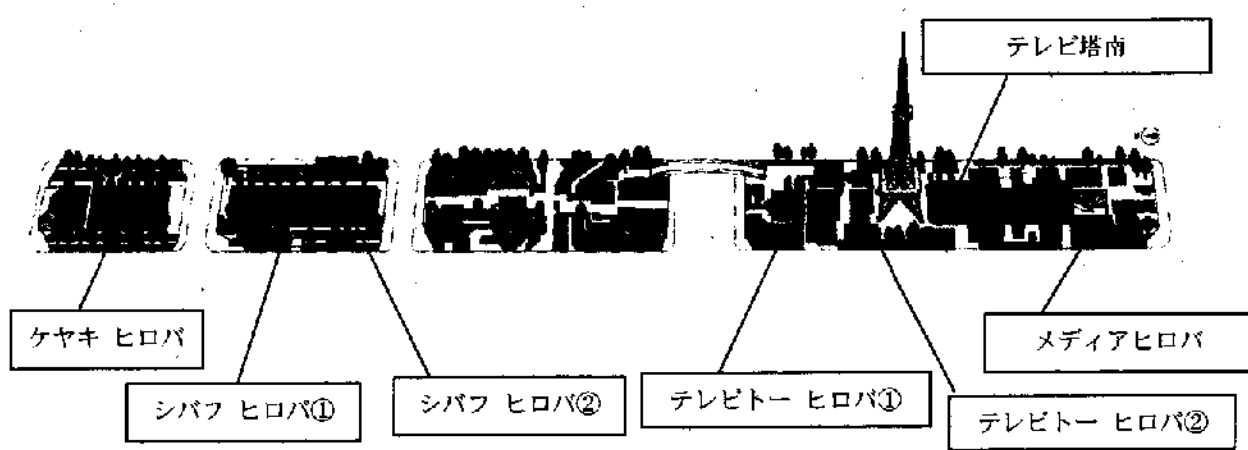 テレビ塔南
ケヤキ ヒロバ
メディアヒロバ
シバフ ヒロバ①
シバフ ヒロバ②
テレビトー ヒロバ①
テレビトー ヒロバ②